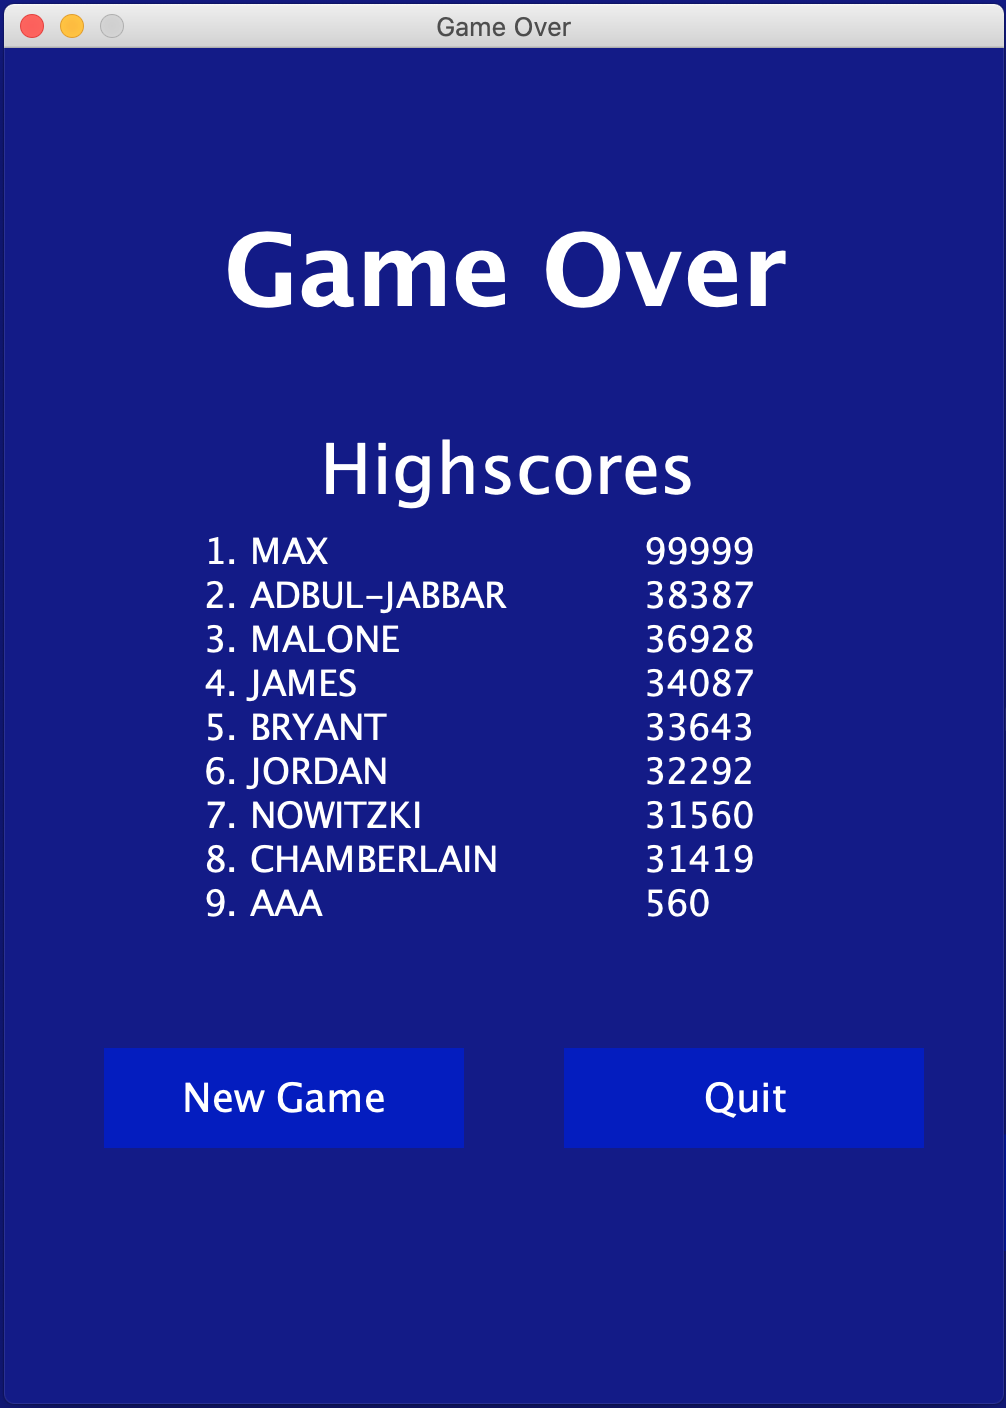 Game Over
Game Over
Highscores
1. MAX 99999
2. ADBUL-JABBAR 38387
3. MALONE 36928
4. JAMES 34087
5. BRYANT 33643
6. JORDAN 32292
7. NOWITZKI 31560
8. CHAMBERLAIN 31419
9. AAA 560
New Game Quit